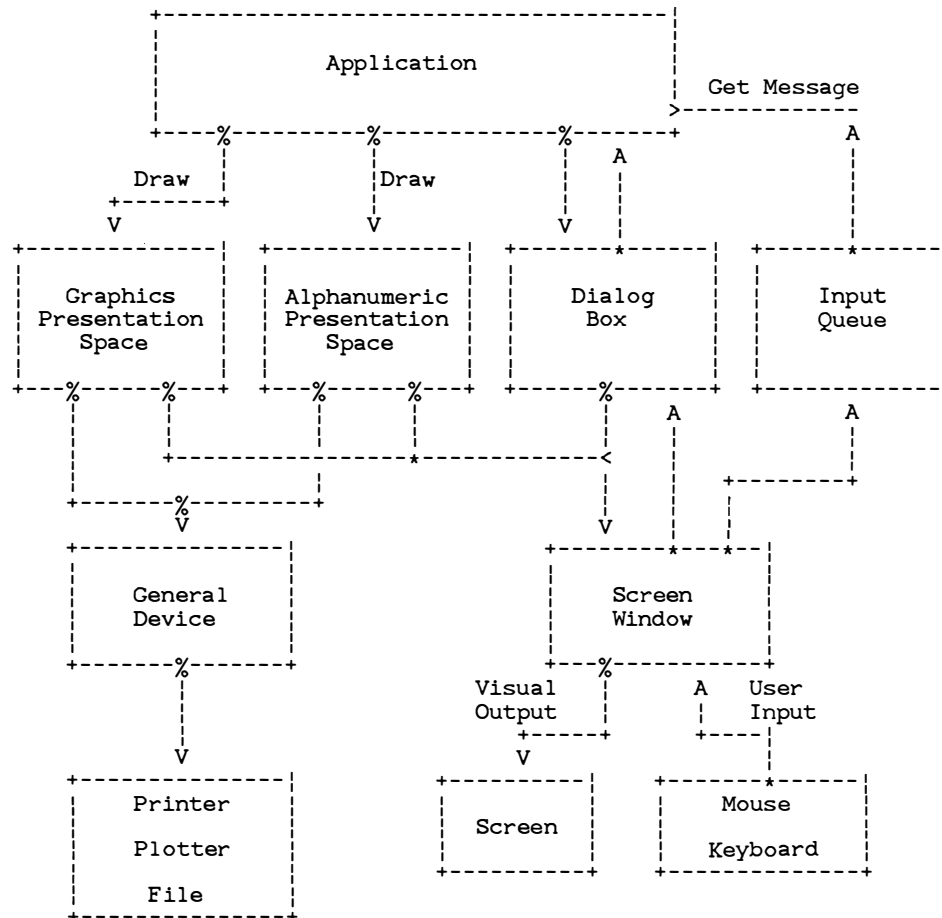 Application
Get Message
Draw
Draw
Graphics
Presentation
Space
Alphanumeric
Presentation
Space
Dialog
Box
Input
Queue
General
Device
Screen
Window
Visual
Output
User
Input
Printer
Plotter
File
Screen
Mouse
Keyboard